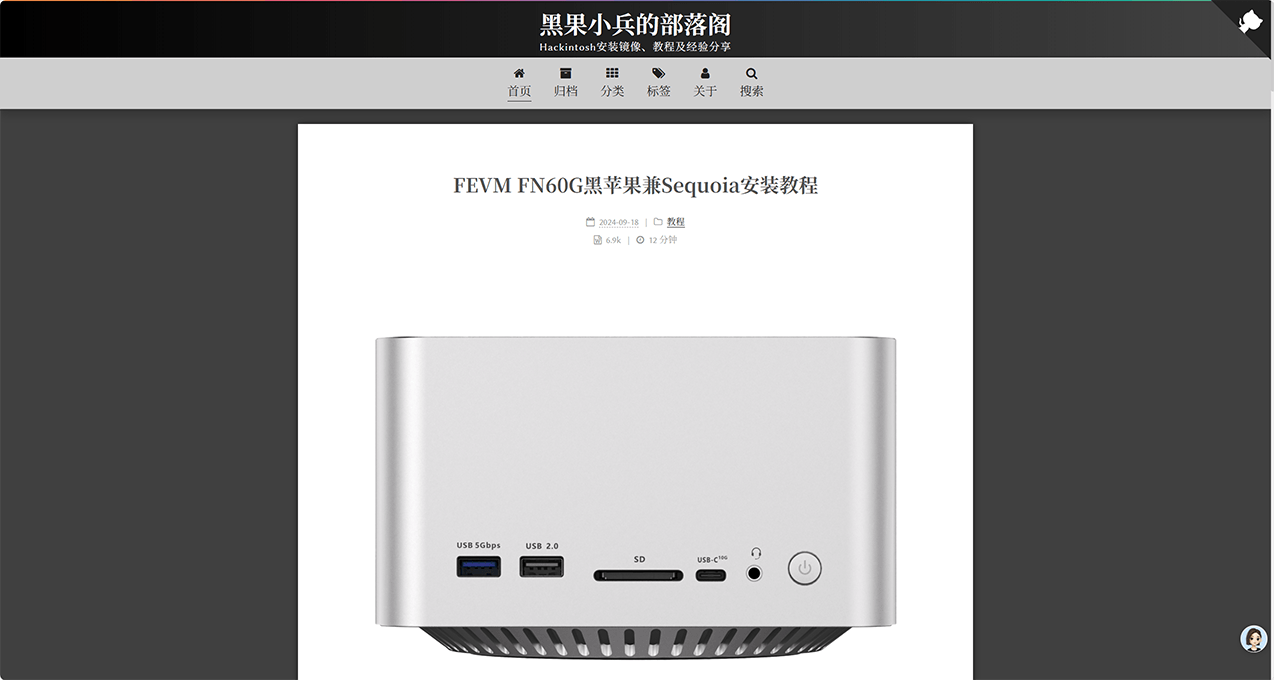 黑果小兵的部落阁
Hackintosh安装镜像、教程及经验分享
首页 归档 分类 标签 关于 搜索
FEVM FN60G黑苹果兼Sequoia安装教程
2024-09-18 | 教程
6.9k | 12 分钟
USB 5Gbps USB 2.0 SD USB-C 10G